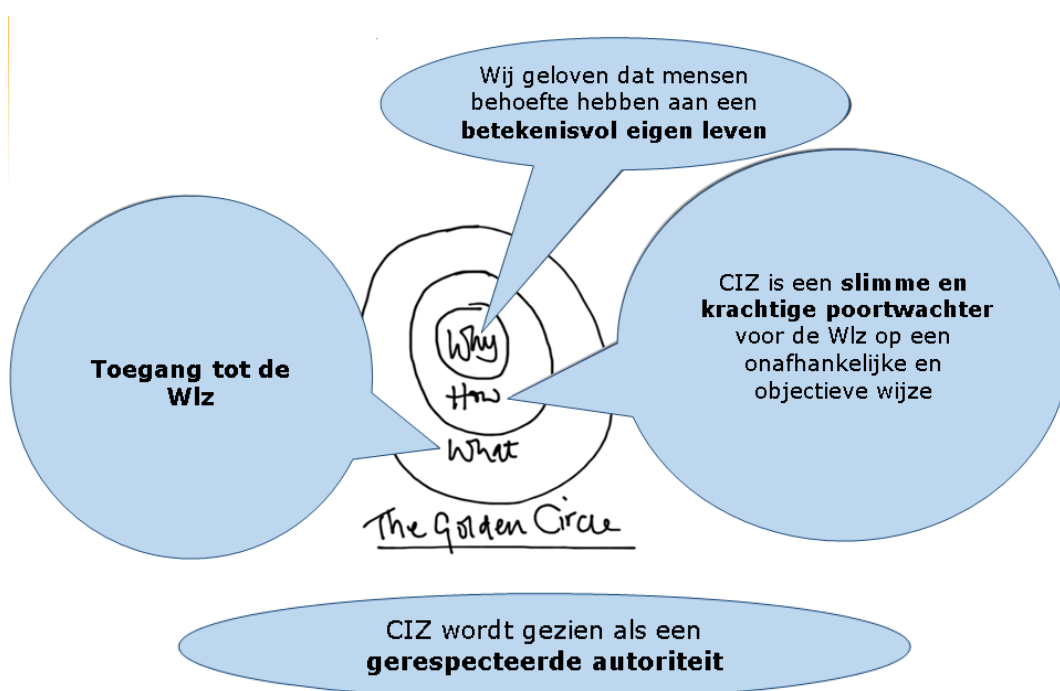 Wij geloven dat mensen
behoefte hebben aan een
betekenisvol eigen leven
CIZ is een slimme en
krachtige poortwachter
voor de Wlz op een
onafhankelijke en
objectieve wijze
Toegang tot de
Wlz
Why
How
What
The Golden Circle
CIZ wordt gezien als een
gerespecteerde autoriteit